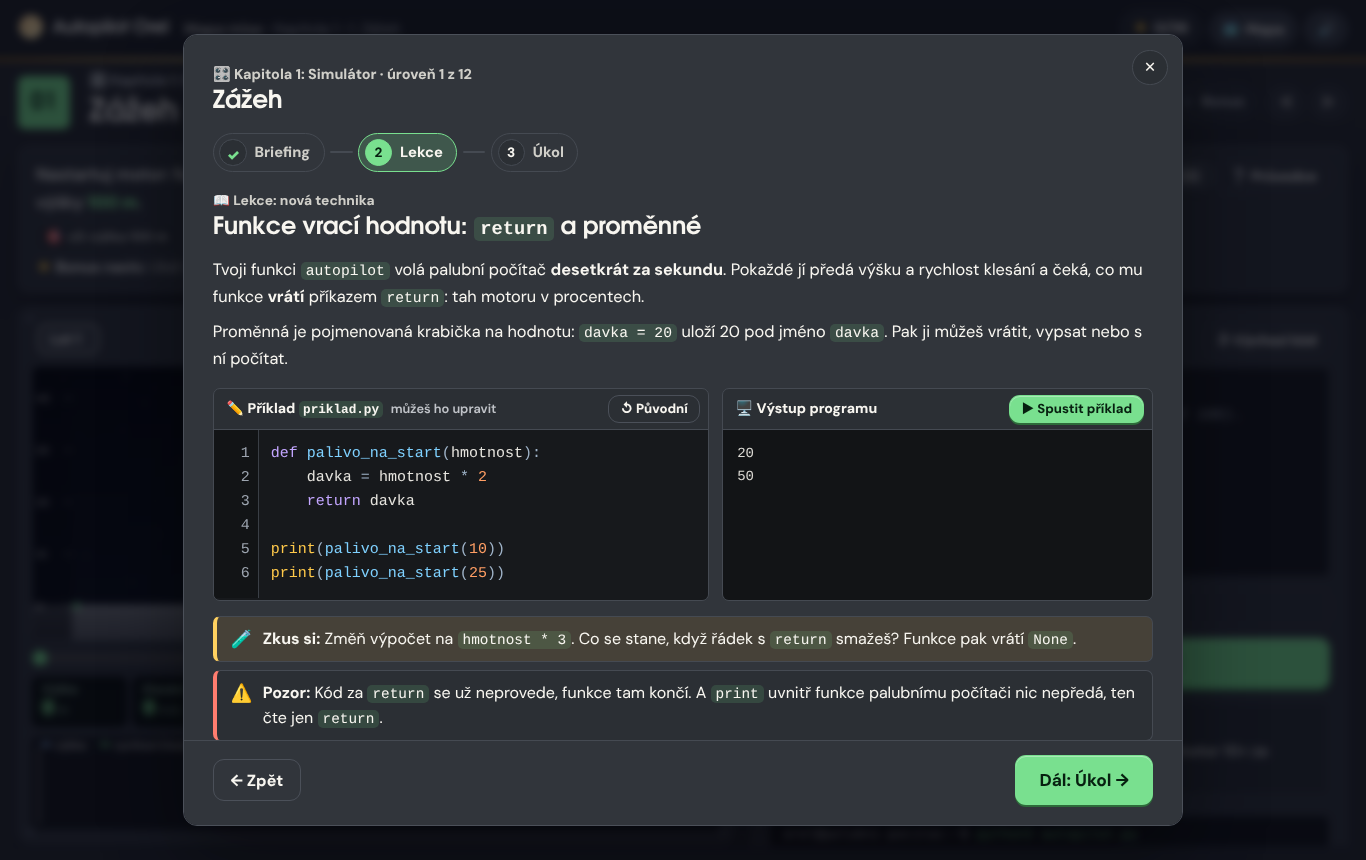 🎛️ Kapitola 1: Simulátor · úroveň 1 z 12
×
Zážeh
✓ Briefing
2 Lekce
3 Úkol
📖 Lekce: nová technika
Funkce vrací hodnotu: return a proměnné
Tvoji funkci autopilot volá palubní počítač desetkrát za sekundu. Pokaždé jí předá výšku a rychlost klesání a čeká, co mu
funkce vrátí příkazem return: tah motoru v procentech.
Proměnná je pojmenovaná krabička na hodnotu: davka = 20 uloží 20 pod jméno davka. Pak ji můžeš vrátit, vypsat nebo s
ní počítat.
✏️ Příklad priklad.py můžeš ho upravit
↺ Původní
1 def palivo_na_start(hmotnost):
2     davka = hmotnost * 2
3     return davka
4
5 print(palivo_na_start(10))
6 print(palivo_na_start(25))
🖥️ Výstup programu
▶ Spustit příklad
20
50
🧪 Zkus si: Změň výpočet na hmotnost * 3. Co se stane, když řádek s return smažeš? Funkce pak vrátí None.
⚠️ Pozor: Kód za return se už neprovede, funkce tam končí. A print uvnitř funkce palubnímu počítači nic nepředá, ten
čte jen return.
← Zpět
Dál: Úkol →